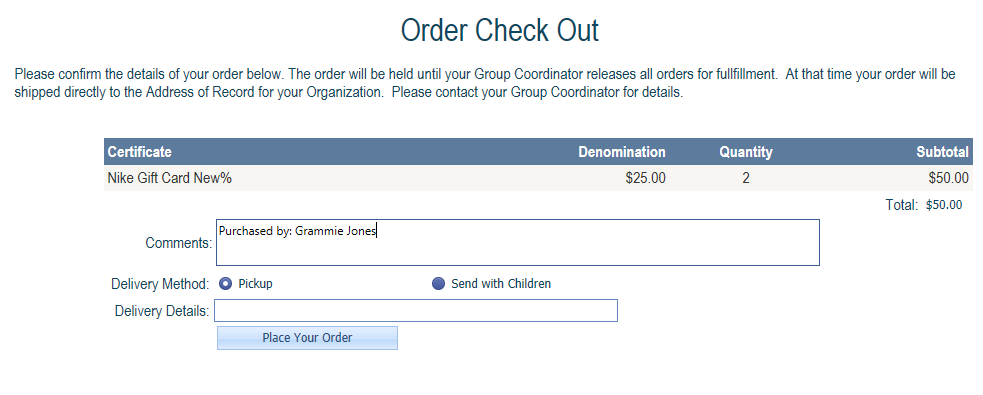 Order Check Out
Please confirm the details of your order below. The order will be held until your Group Coordinator releases all orders for fullfillment. At that time your order will be
shipped directly to the Address of Record for your Organization. Please contact your Group Coordinator for details.
Certificate Denomination Quantity Subtotal
Nike Gift Card New% $25.00 2 $50.00
Total: $50.00
Comments: Purchased by: Grammie Jones
Delivery Method: Pickup Send with Children
Delivery Details:
Place Your Order